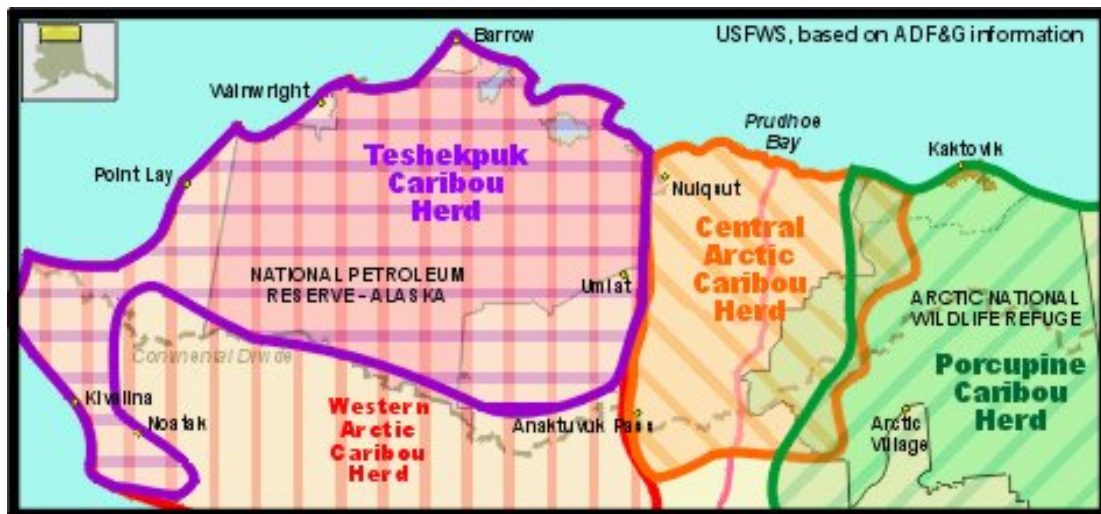 USFWS, based on ADF&G information
Barrow
Wainwright
Prudhoe
Bay
Kaktovik
Point Lay
Teshekpuk
Caribou
Herd
Nuiqsut
Central
Arctic
Caribou
Herd
NATIONAL PETROLEUM
RESERVE-ALASKA
Umiat
ARCTIC NATIONAL
WILDLIFE REFUGE
Continental Divide
Porcupine
Caribou
Herd
Kivalina
Noatak
Western
Arctic
Caribou
Herd
Anaktuvuk Pass
Arctic
Village